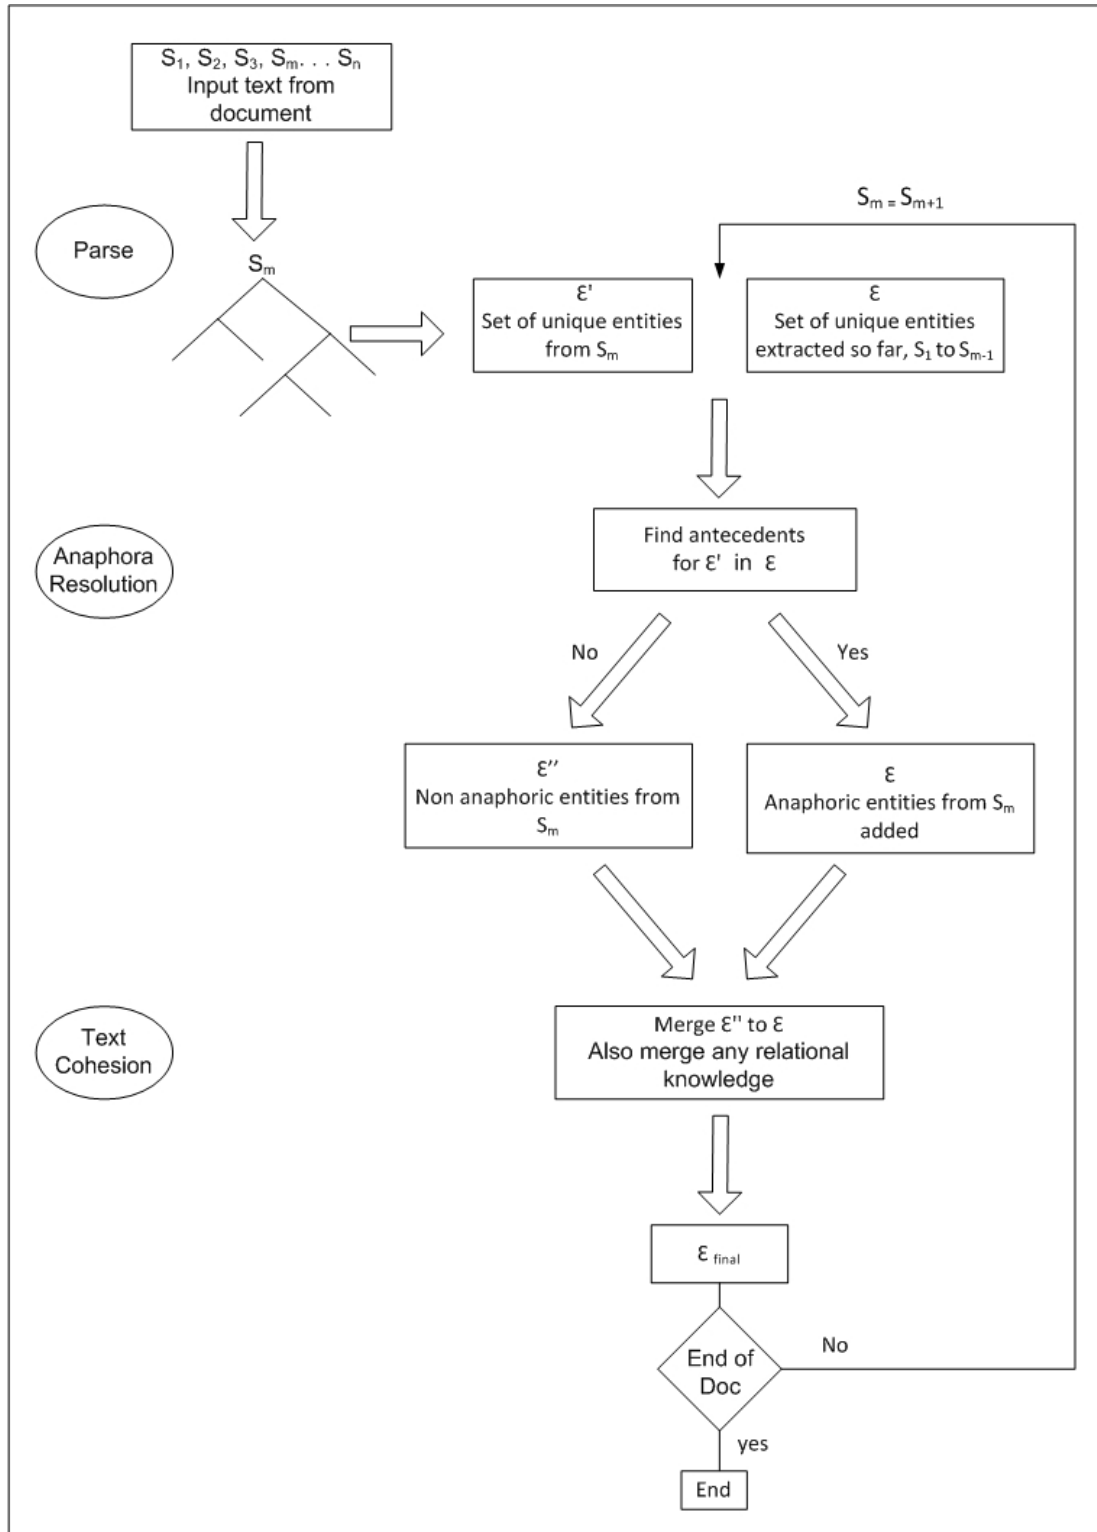 S₁, S₂, S₃, Sₘ. . . Sₙ
Input text from
document
Sₘ ₌ Sₘ₊₁
Parse
Sₘ
Ɛ'
Set of unique entities
from Sₘ
Ɛ
Set of unique entities
extracted so far, S₁ to Sₘ₋₁
Anaphora
Resolution
Find antecedents
for Ɛ' in Ɛ
No
Yes
Ɛ''
Non anaphoric entities from
Sₘ
Ɛ
Anaphoric entities from Sₘ
added
Text
Cohesion
Merge Ɛ" to Ɛ
Also merge any relational
knowledge
Ɛ final
End of
Doc
No
yes
End